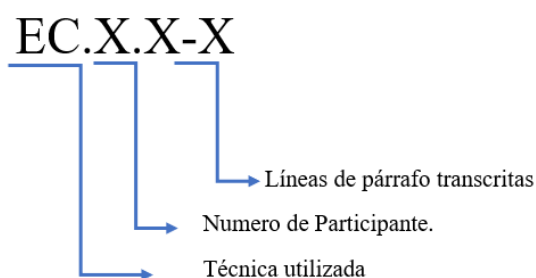 EC.X.X-X
Líneas de párrafo transcritas
Numero de Participante.
Técnica utilizada